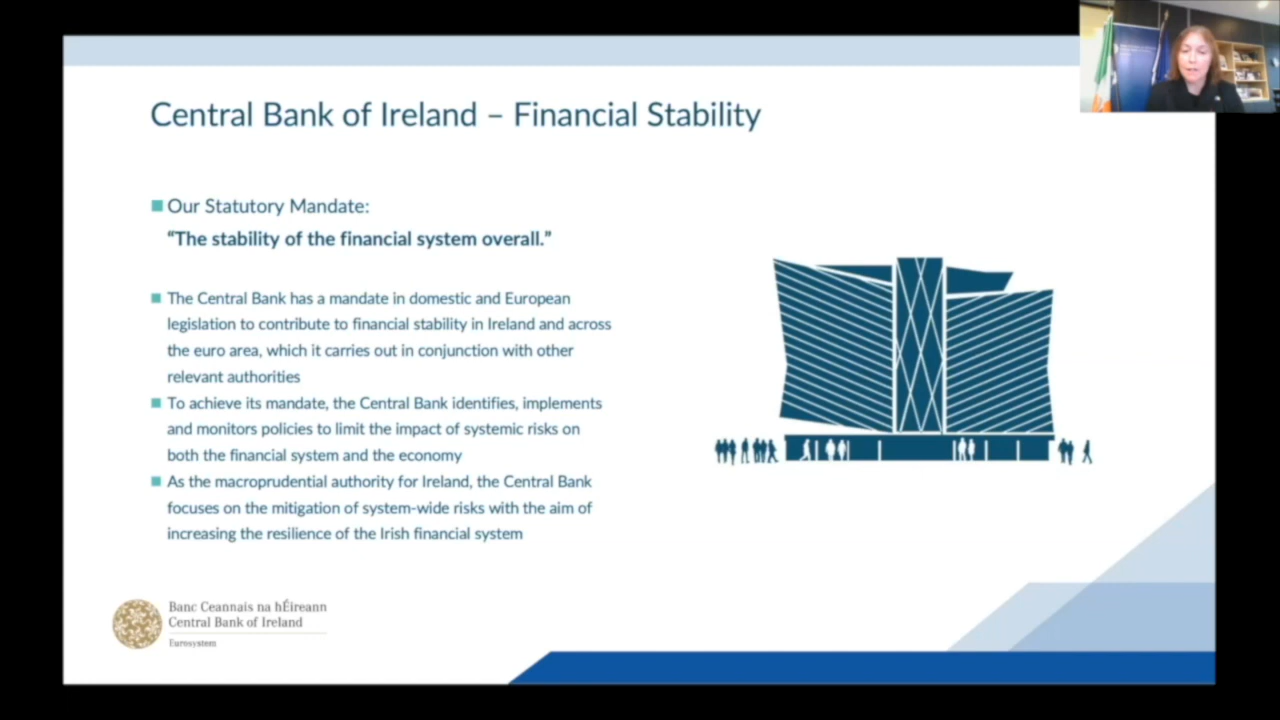 Central Bank of Ireland – Financial Stability
Our Statutory Mandate:
“The stability of the financial system overall.”
The Central Bank has a mandate in domestic and European
legislation to contribute to financial stability in Ireland and across
the euro area, which it carries out in conjunction with other
relevant authorities
To achieve its mandate, the Central Bank identifies, implements
and monitors policies to limit the impact of systemic risks on
both the financial system and the economy
As the macroprudential authority for Ireland, the Central Bank
focuses on the mitigation of system-wide risks with the aim of
increasing the resilience of the Irish financial system
Banc Ceannais na hÉireann
Central Bank of Ireland
Eurosystem